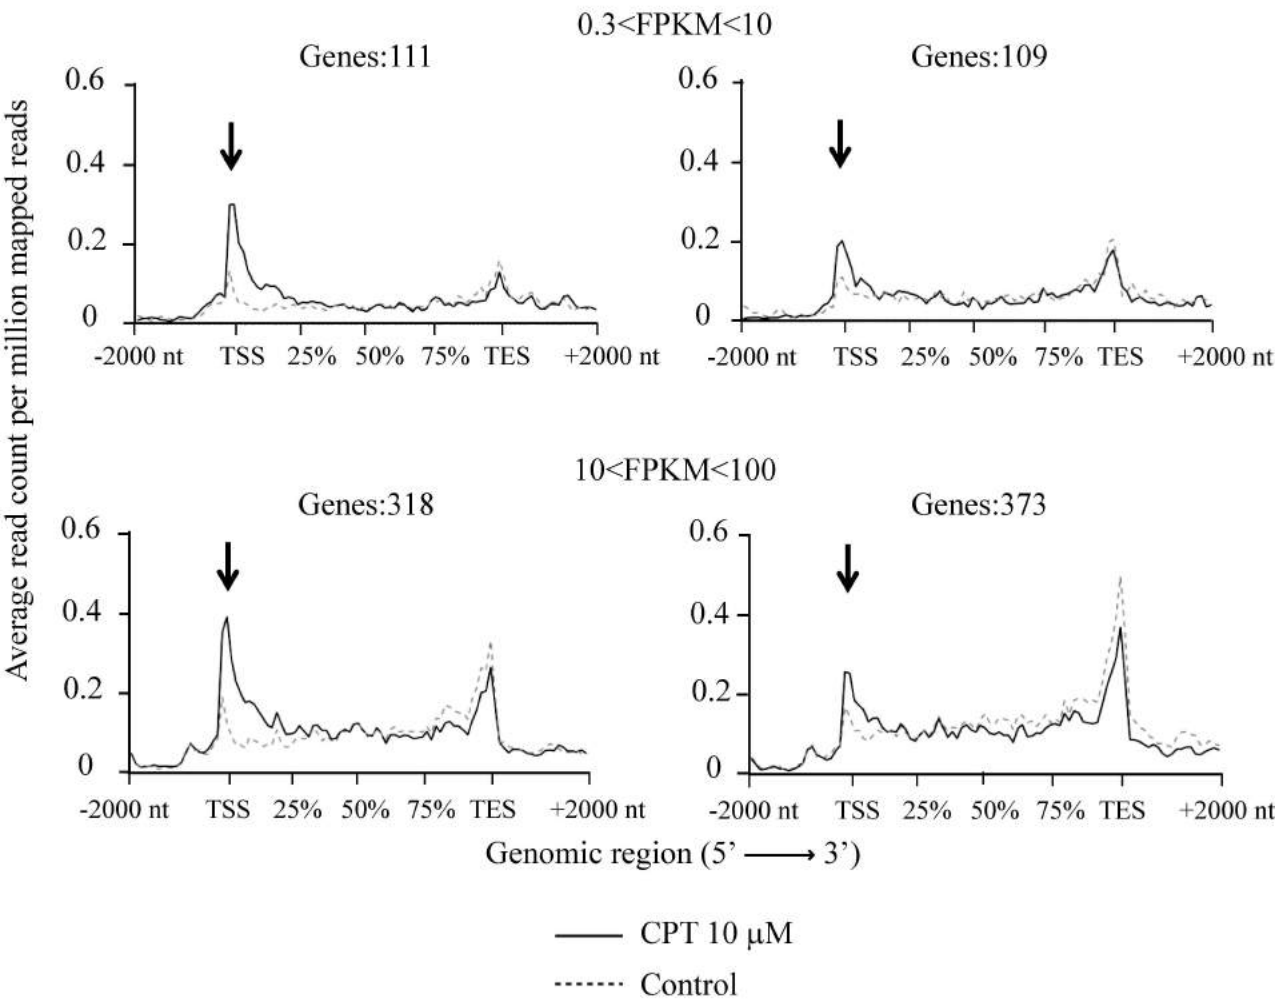 0.3<FPKM<10
Genes:111
Genes:109
Average read count per million mapped reads
0.6
0.4
0.2
0
-2000 nt TSS 25% 50% 75% TES +2000 nt
0.6
0.4
0.2
0
-2000 nt TSS 25% 50% 75% TES +2000 nt
10<FPKM<100
Genes:318
Genes:373
0.6
0.4
0.2
0
-2000 nt TSS 25% 50% 75% TES +2000 nt
0.6
0.4
0.2
0
-2000 nt TSS 25% 50% 75% TES +2000 nt
Genomic region (5’ ⟶ 3’)
CPT 10 μM
Control